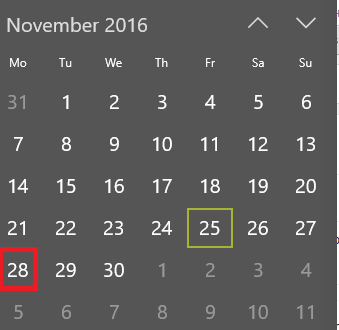 November 2016
Mo Tu We Th Fr Sa Su
31 1 2 3 4 5 6
7 8 9 10 11 12 13
14 15 16 17 18 19 20
21 22 23 24 25 26 27
28 29 30 1 2 3 4
5 6 7 8 9 10 11